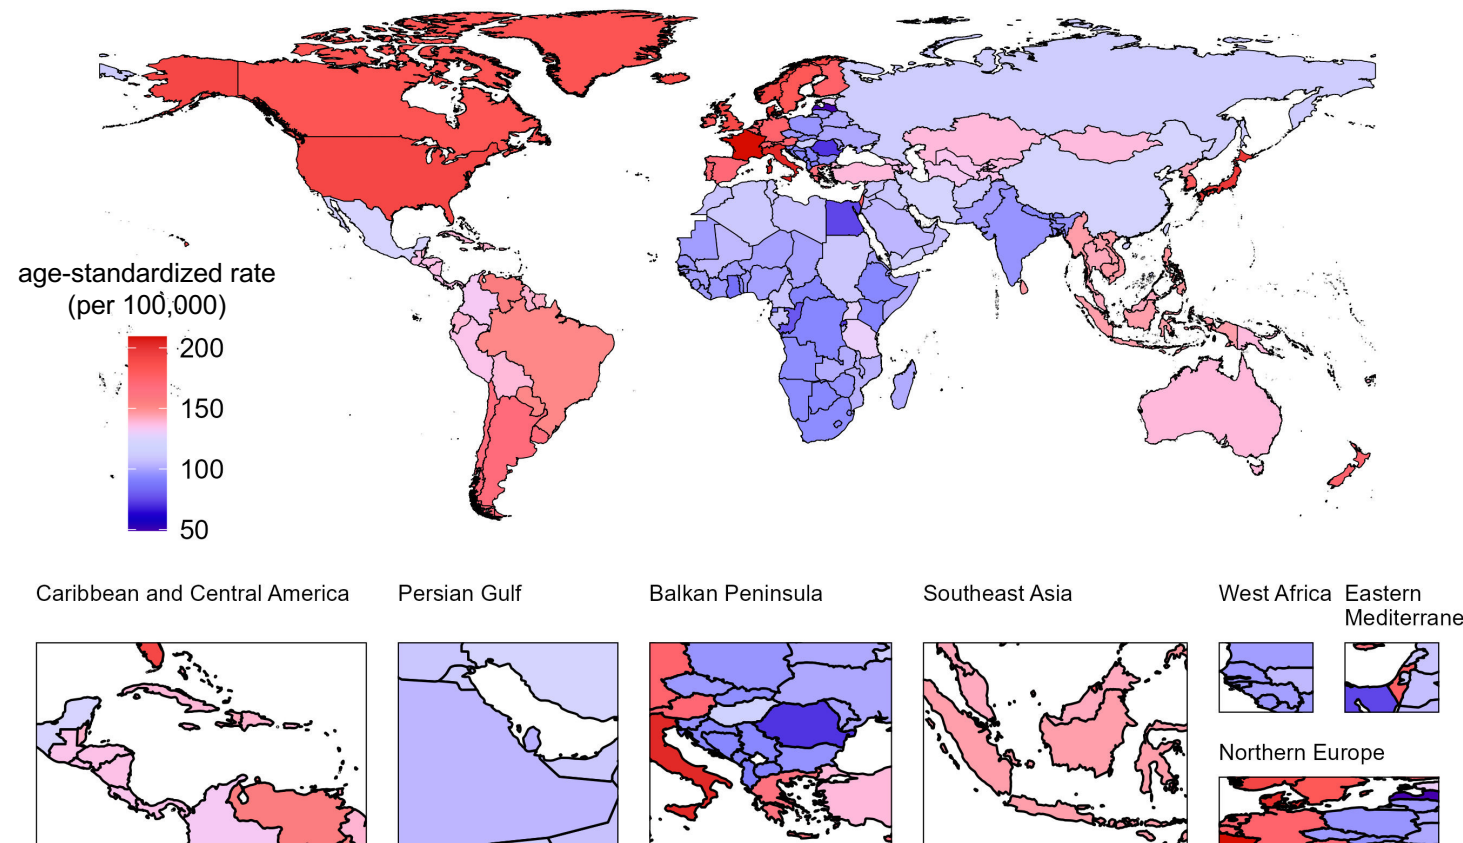 age-standardized rate
(per 100,000)
200
150
100
50
Caribbean and Central America
Persian Gulf
Balkan Peninsula
Southeast Asia
West Africa
Eastern
Mediterrane
Northern Europe